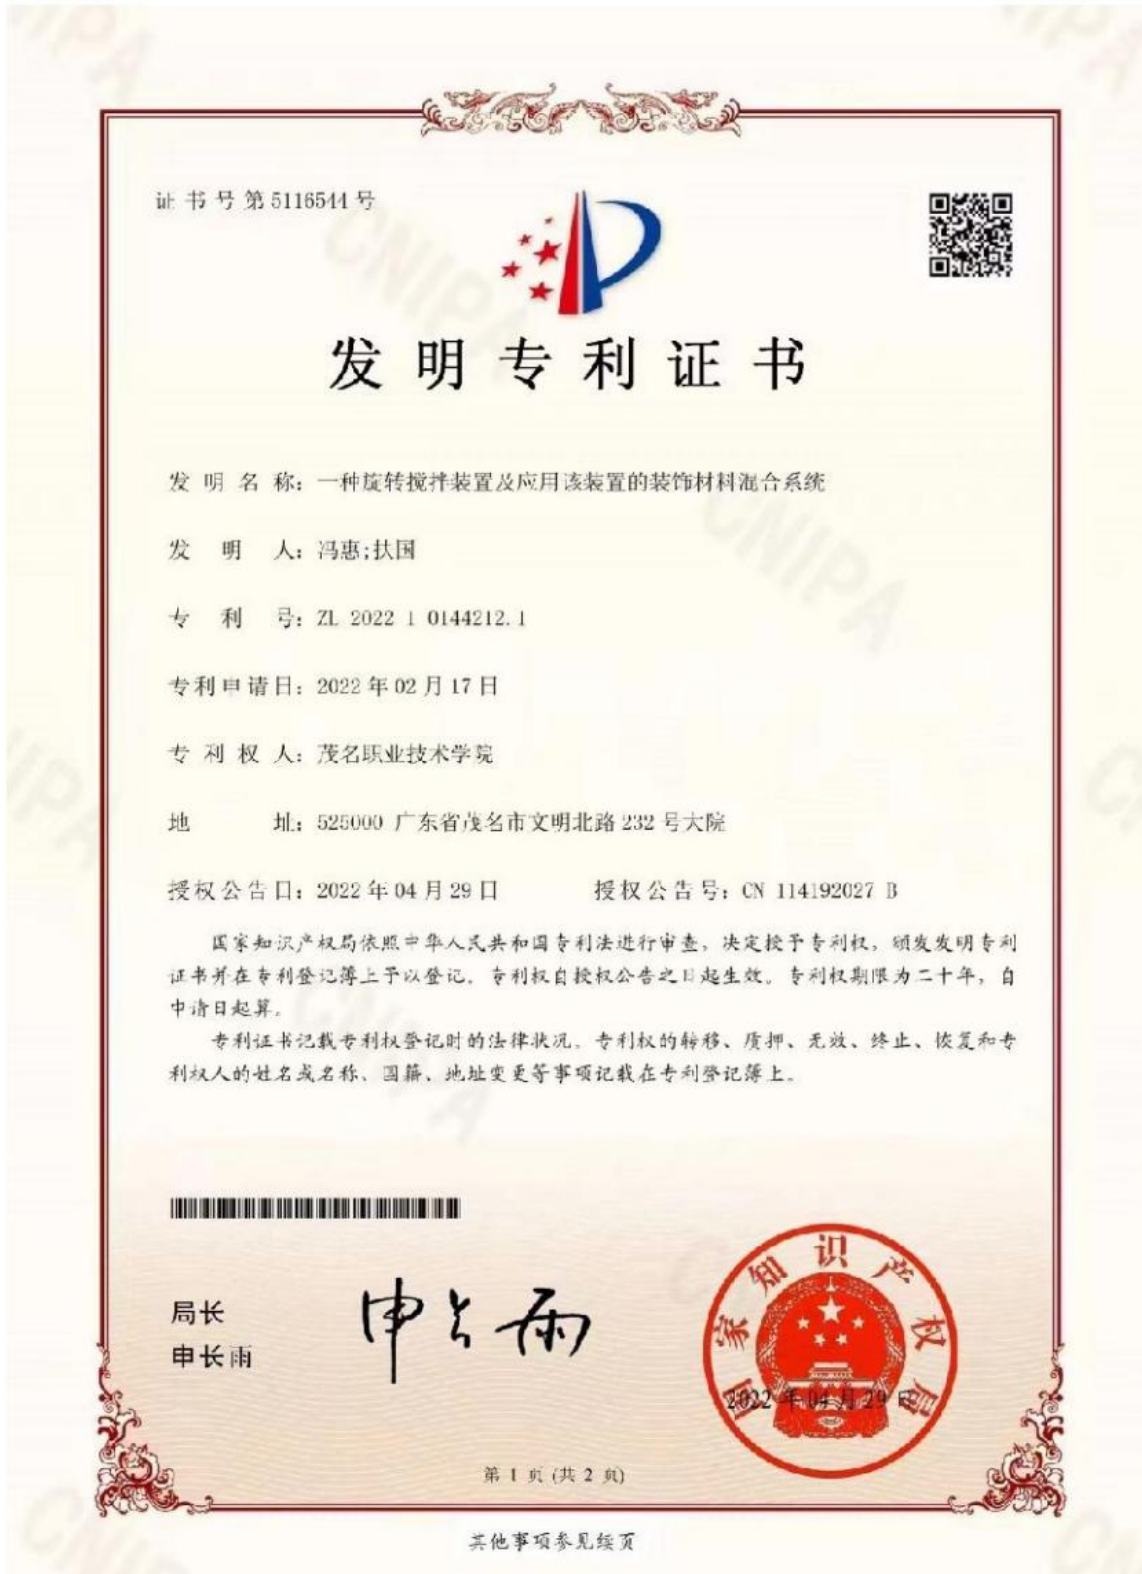 证书号第5116544号
发明专利证书
发明名称：一种旋转搅拌装置及应用该装置的装饰材料混合系统
发明人：冯惠;扶国
专利号：ZL 2022 1 0144212.1
专利申请日：2022年02月17日
专利权人：茂名职业技术学院
地址：525000 广东省茂名市文明北路232号大院
授权公告日：2022年04月29日 授权公告号：CN 114192027 B
国家知识产权局依照中华人民共和国专利法进行审查，决定授予专利权，颁发发明专利
证书并在专利登记簿上予以登记。专利权自授权公告之日起生效。专利权期限为二十年，自
申请日起算。
专利证书记载专利权登记时的法律状况。专利权的转移、质押、无效、终止、恢复和专
利权人的姓名或名称、国籍、地址变更等事项记载在专利登记簿上。
局长
申长雨
申长雨
国家知识产权局
2022年04月29日
第1页(共2页)
其他事项参见续页
CNIPA
CNIPA
CNIPA